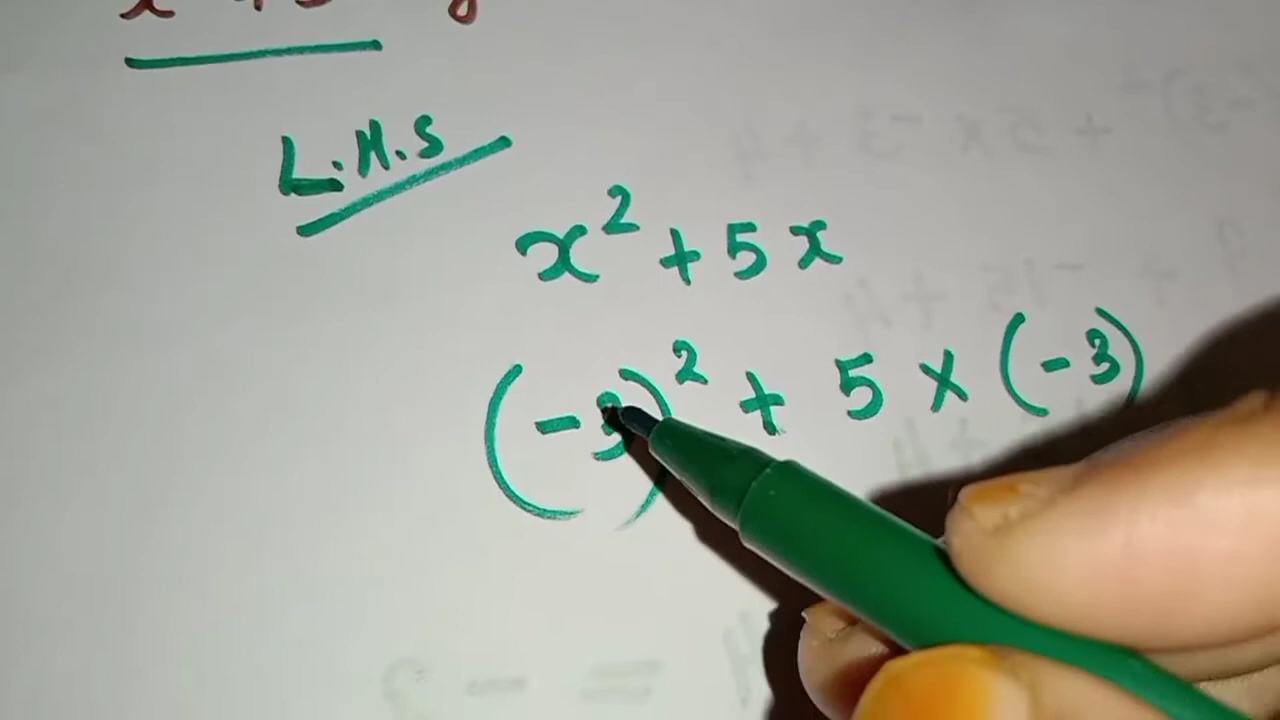 L.H.S
x² + 5x
(-3)² + 5 × (-3)